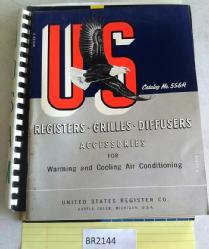 US
Catalog No. 556R
REGISTERS • GRILLES • DIFFUSERS
ACCESSORIES
FOR
Warming and Cooling Air Conditioning
UNITED STATES REGISTER CO.
BATTLE CREEK, MICHIGAN, U.S.A.
BR2144